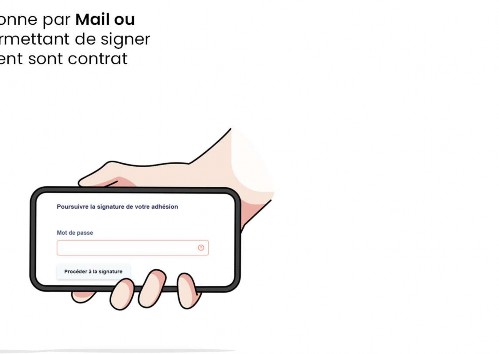 onne par Mail ou
rmettant de signer
ent sont contrat
Poursuivre la signature de votre adhésion
Mot de passe
Procéder à la signature